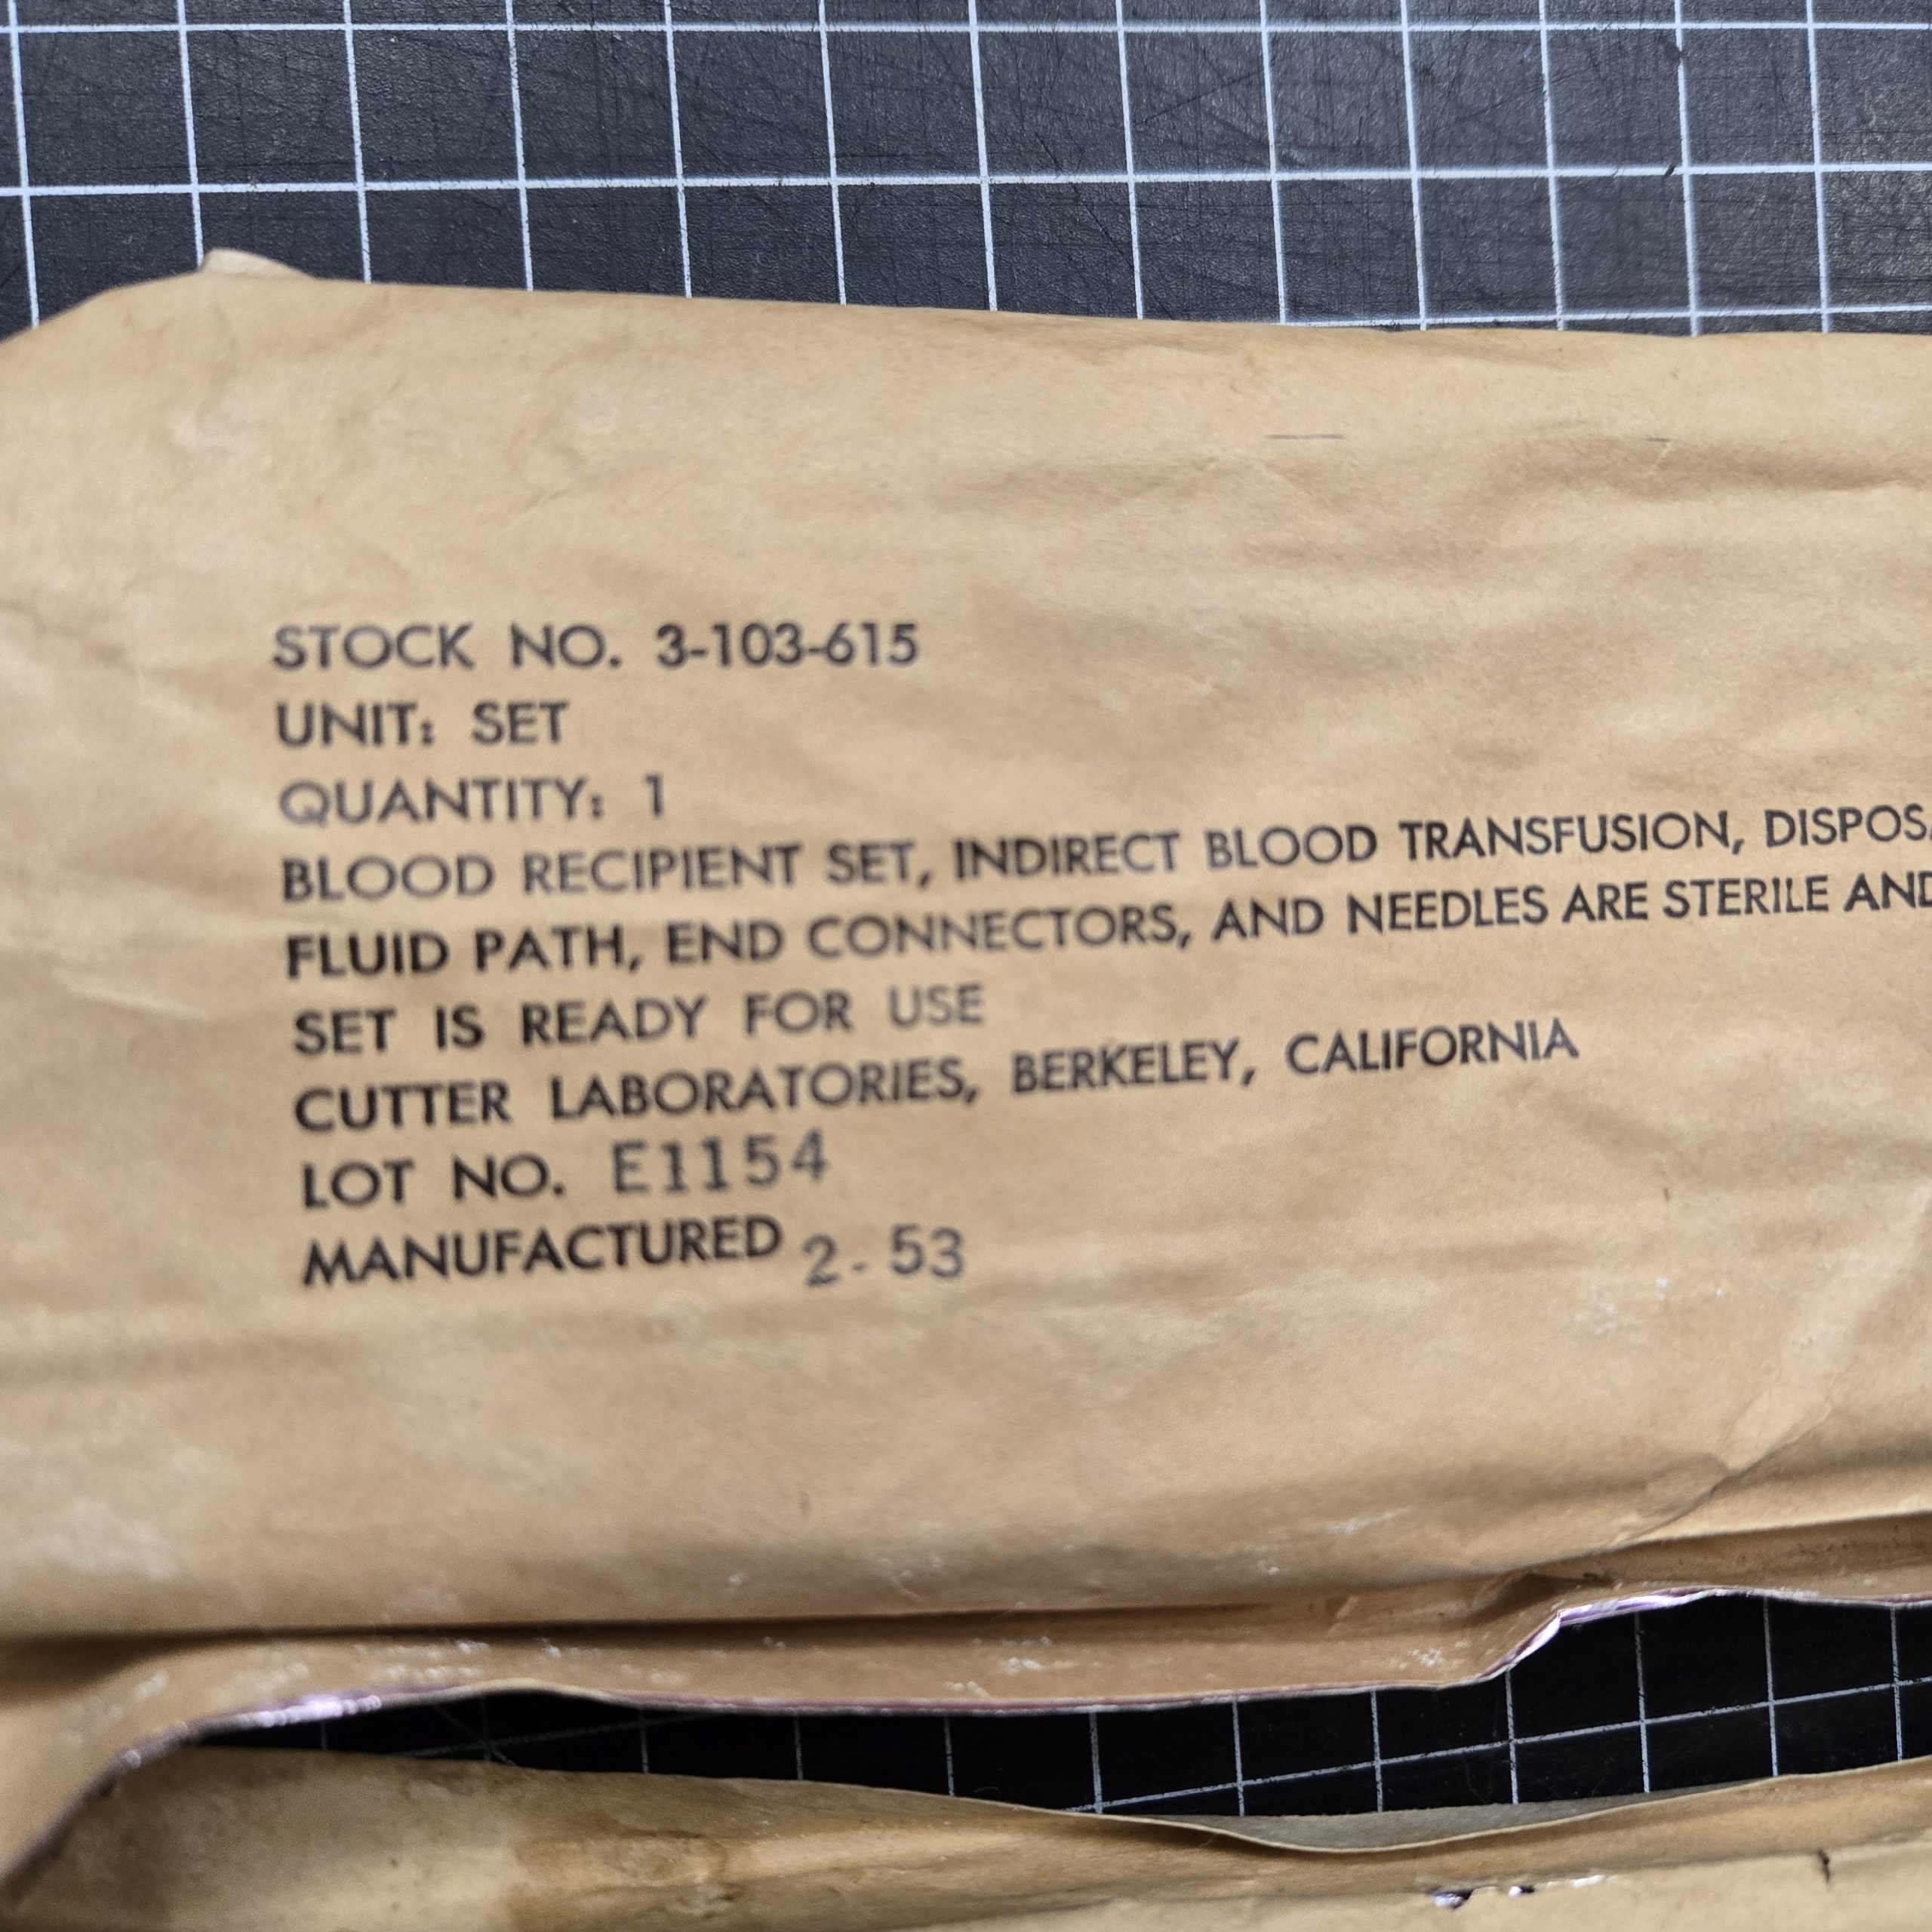 STOCK NO. 3-103-615
UNIT: SET
QUANTITY: 1
BLOOD RECIPIENT SET, INDIRECT BLOOD TRANSFUSION, DISPOS
FLUID PATH, END CONNECTORS, AND NEEDLES ARE STERILE AND
SET IS READY FOR USE
CUTTER LABORATORIES, BERKELEY, CALIFORNIA
LOT NO. E1154
MANUFACTURED 2-53